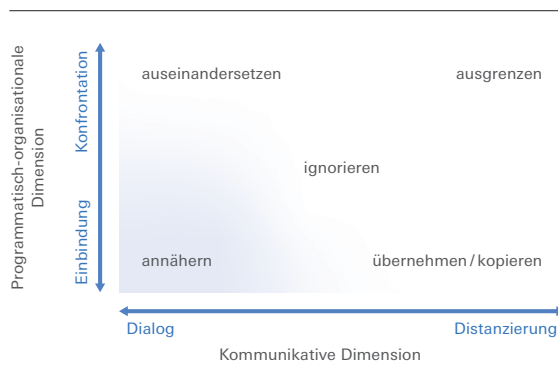 Programmatisch-organisationale
Dimension
Konfrontation
Einbindung
auseinandersetzen
ausgrenzen
ignorieren
annähern
übernehmen / kopieren
Dialog
Distanzierung
Kommunikative Dimension